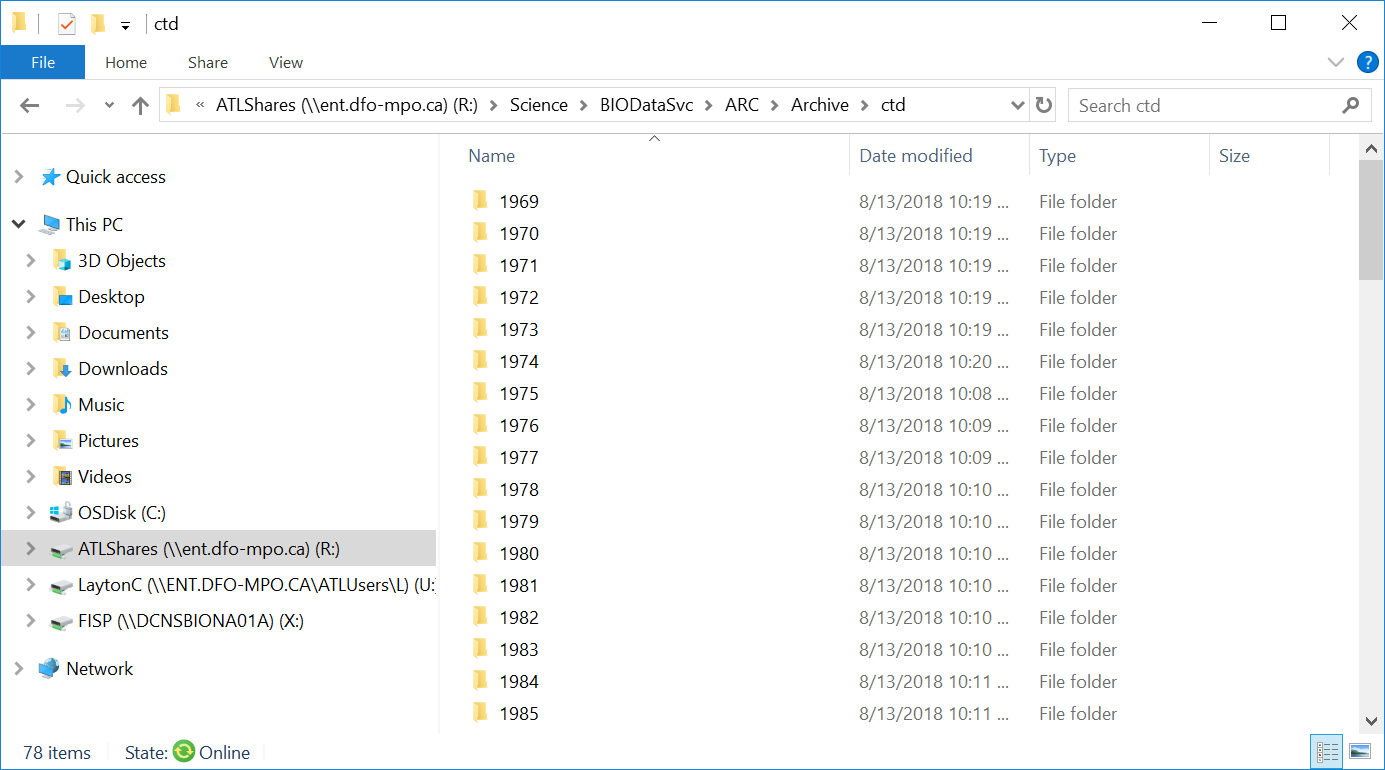 ctd
File Home Share View ?
« ATLShares (\\ent.dfo-mpo.ca) (R:) > Science > BIODataSvc > ARC > Archive > ctd Search ctd
Quick access
This PC
3D Objects
Desktop
Documents
Downloads
Music
Pictures
Videos
OSDisk (C:)
ATLShares (\\ent.dfo-mpo.ca) (R:)
LaytonC (\\ENT.DFO-MPO.CA\ATLUsers\L) (U:
FISP (\\DCNSBIONA01A) (X:)
Network
Name Date modified Type Size
1969 8/13/2018 10:19 ... File folder
1970 8/13/2018 10:19 ... File folder
1971 8/13/2018 10:19 ... File folder
1972 8/13/2018 10:19 ... File folder
1973 8/13/2018 10:19 ... File folder
1974 8/13/2018 10:20 ... File folder
1975 8/13/2018 10:08 ... File folder
1976 8/13/2018 10:09 ... File folder
1977 8/13/2018 10:09 ... File folder
1978 8/13/2018 10:10 ... File folder
1979 8/13/2018 10:10 ... File folder
1980 8/13/2018 10:10 ... File folder
1981 8/13/2018 10:10 ... File folder
1982 8/13/2018 10:10 ... File folder
1983 8/13/2018 10:10 ... File folder
1984 8/13/2018 10:11 ... File folder
1985 8/13/2018 10:11 ... File folder
78 items State: Online